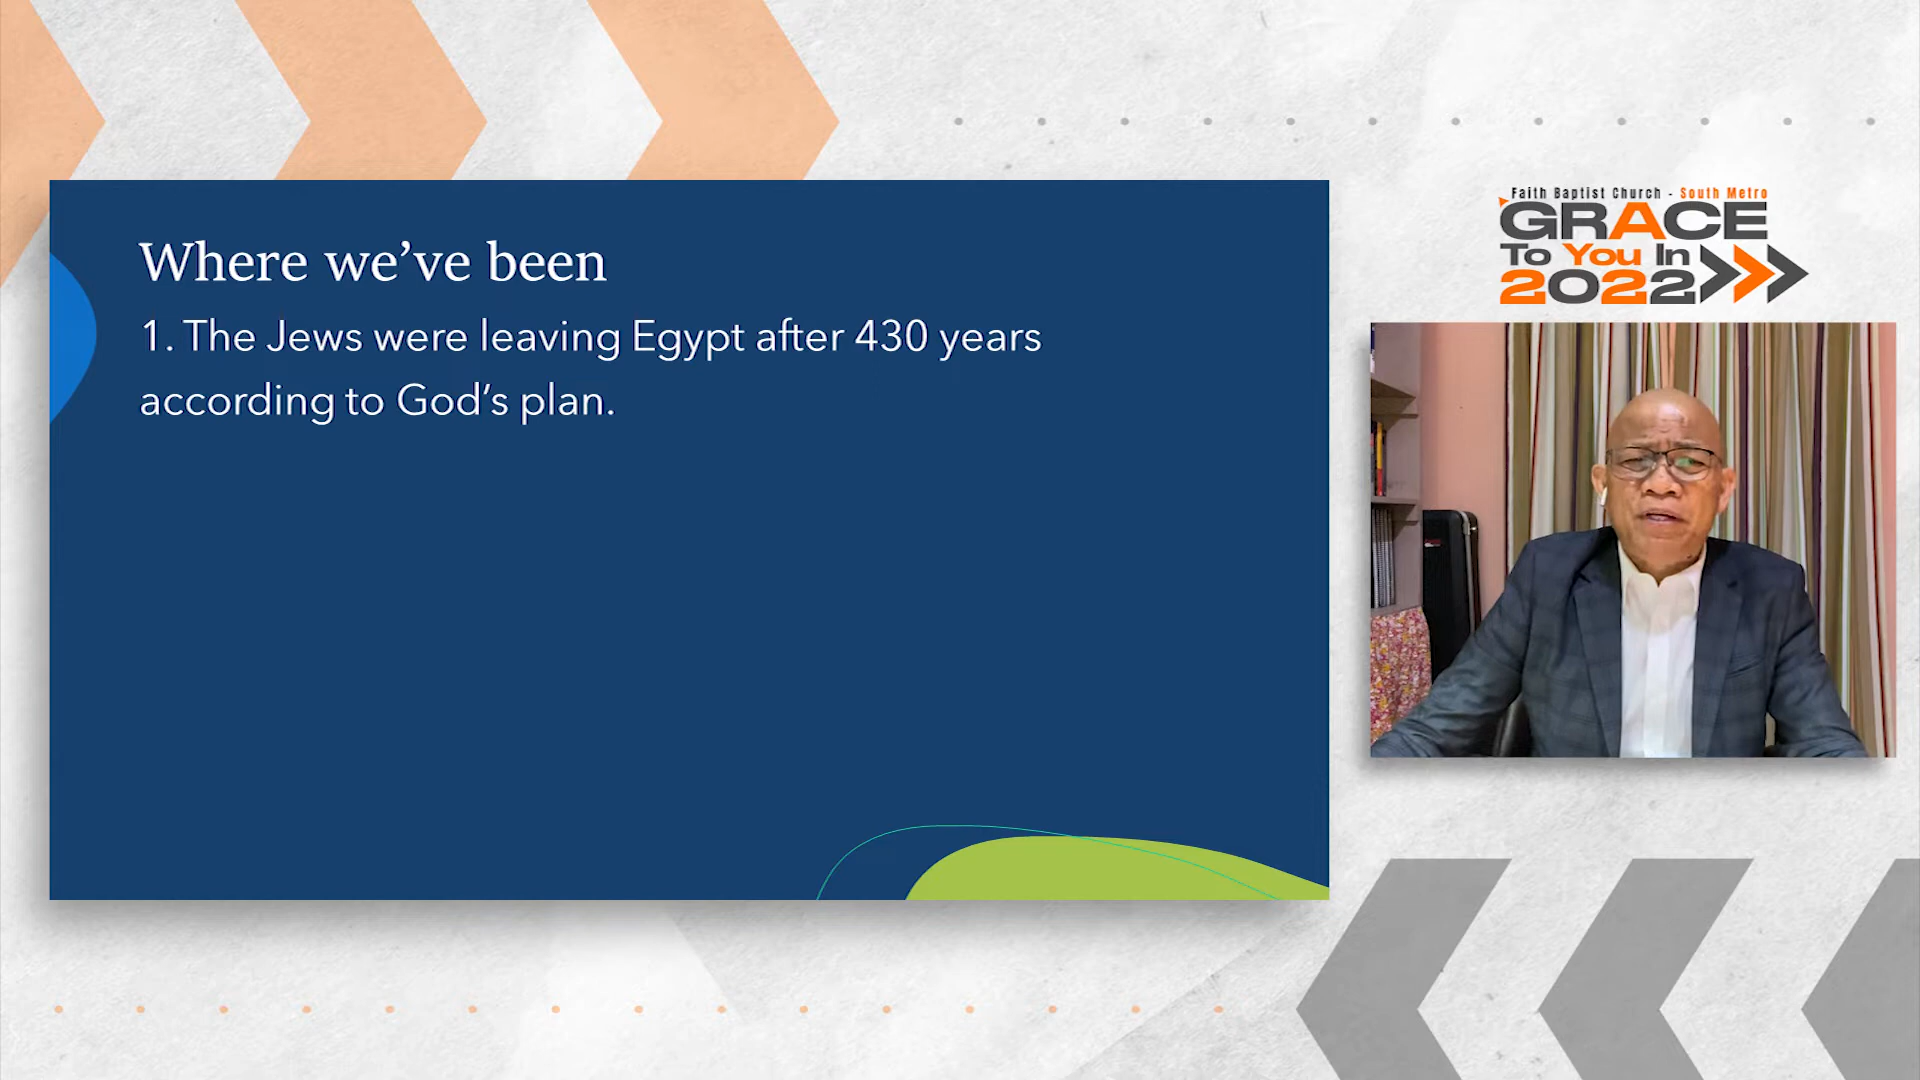 Where we’ve been
1. The Jews were leaving Egypt after 430 years
according to God’s plan.
Faith Baptist Church - South Metro
GRACE
To You In
2022